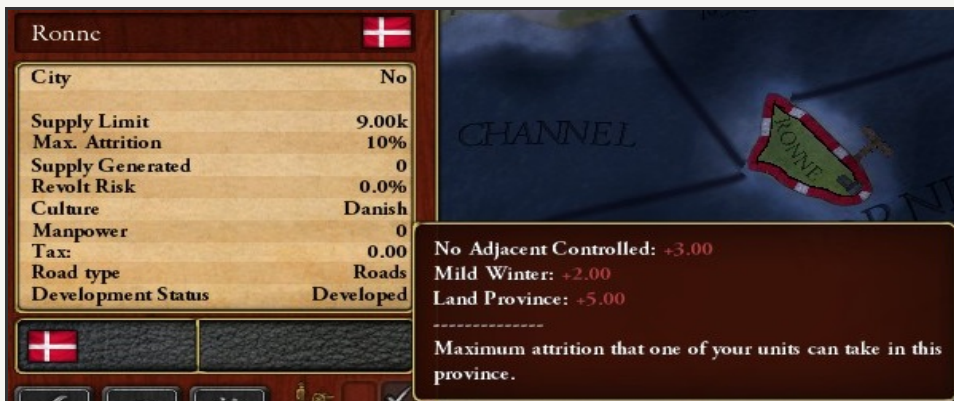 Ronne
City No
Supply Limit 9.00k
Max. Attrition 10%
Supply Generated 0
Revolt Risk 0.0%
Culture Danish
Manpower 0
Tax: 0.00
Road type Roads
Development Status Developed
CHANNEL
RONNE
No Adjacent Controlled: +3.00
Mild Winter: +2.00
Land Province: +5.00
--------------
Maximum attrition that one of your units can take in this
province.